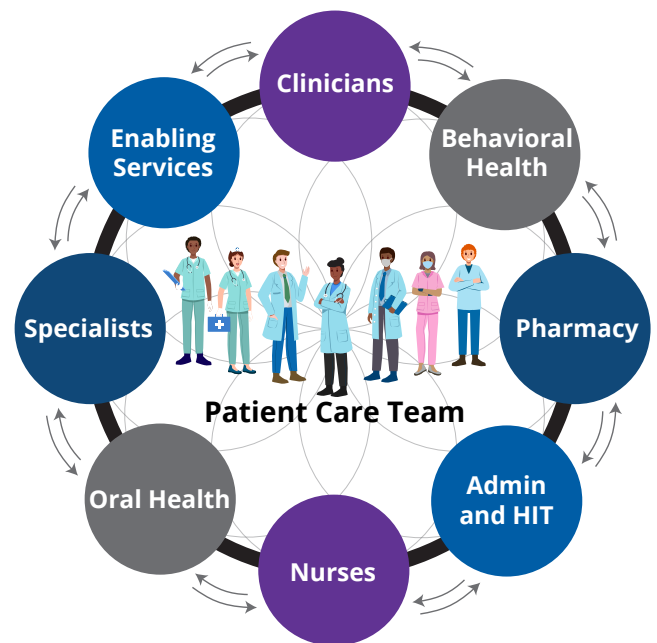 Clinicians
Behavioral
Health
Pharmacy
Admin
and HIT
Nurses
Oral Health
Specialists
Enabling
Services
Patient Care Team